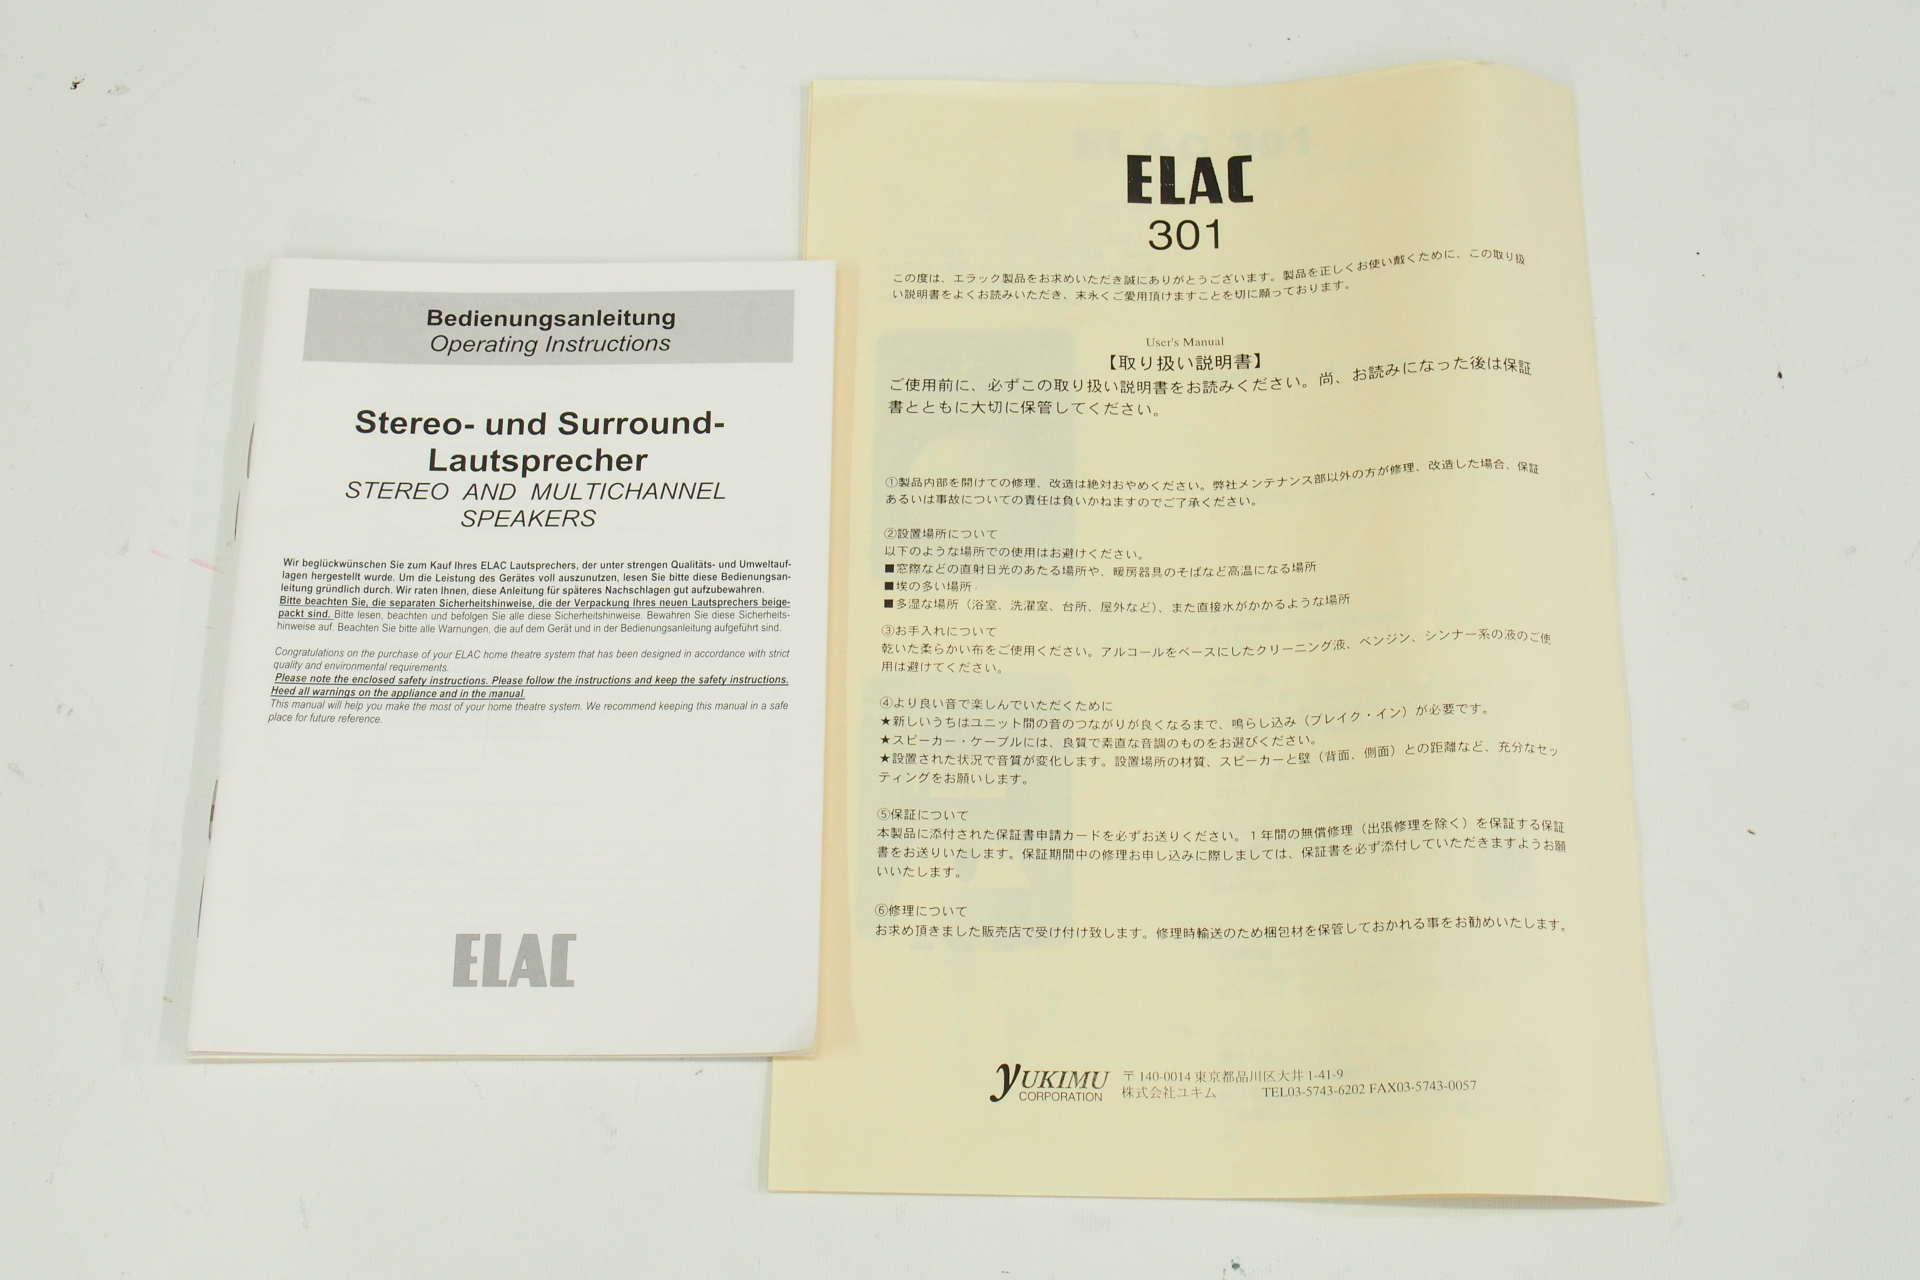 Bedienungsanleitung
Operating Instructions
Stereo- und Surround-
Lautsprecher
STEREO AND MULTICHANNEL
SPEAKERS
Wir beglückwünschen Sie zum Kauf Ihres ELAC Lautsprechers, der unter strengen Qualitäts- und Umweltauf-
lagen hergestellt wurde. Um die Leistung des Gerätes voll auszunutzen, lesen Sie bitte diese Bedienungsan-
leitung gründlich durch. Wir raten Ihnen, diese Anleitung für späteres Nachschlagen gut aufzubewahren.
Bitte beachten Sie, die separaten Sicherheitshinweise, die der Verpackung Ihres neuen Lautsprechers beige-
packt sind. Bitte lesen, beachten und befolgen Sie alle diese Sicherheitshinweise. Bewahren Sie diese Sicherheits-
hinweise auf. Beachten Sie bitte alle Warnungen, die auf dem Gerät und in der Bedienungsanleitung aufgeführt sind.
Congratulations on the purchase of your ELAC home theatre system that has been designed in accordance with strict
quality and environmental requirements.
Please note the enclosed safety instructions. Please follow the instructions and keep the safety instructions.
Heed all warnings on the appliance and in the manual.
This manual will help you make the most of your home theatre system. We recommend keeping this manual in a safe
place for future reference.
ELAC
ELAC
301
この度は、エラック製品をお求めいただき誠にありがとうございます。製品を正しくお使い戴くために、この取り扱
い説明書をよくお読みいただき、末永くご愛用頂けますことを切に願っております。
User's Manual
【取り扱い説明書】
ご使用前に、必ずこの取り扱い説明書をお読みください。尚、お読みになった後は保証
書とともに大切に保管してください。
①製品内部を開けての修理、改造は絶対おやめください。弊社メンテナンス部以外の方が修理、改造した場合、保証
あるいは事故についての責任は負いかねますのでご了承ください。
②設置場所について
以下のような場所での使用はお避けください。
■窓際などの直射日光のあたる場所や、暖房器具のそばなど高温になる場所
■埃の多い場所.
■多湿な場所（浴室、洗濯室、台所、屋外など）、また直接水がかかるような場所
③お手入れについて
乾いた柔らかい布をご使用ください。アルコールをベースにしたクリーニング液、ベンジン、シンナー系の液のご使
用は避けてください。
④より良い音で楽しんでいただくために
★新しいうちはユニット間の音のつながりが良くなるまで、鳴らし込み（ブレイク・イン）が必要です。
★スピーカー・ケーブルには、良質で素直な音調のものをお選びください。
★設置された状況で音質が変化します。設置場所の材質、スピーカーと壁（背面、側面）との距離など、充分なセッ
ティングをお願いします。
⑤保証について
本製品に添付された保証書申請カードを必ずお送りください。1年間の無償修理（出張修理を除く）を保証する保証
書をお送りいたします。保証期間中の修理お申し込みに際しましては、保証書を必ず添付していただきますようお願
いいたします。
⑥修理について
お求め頂きました販売店で受け付け致します。修理時輸送のため梱包材を保管しておかれる事をお勧めいたします。
YUKIMU
CORPORATION
〒140-0014 東京都品川区大井 1-41-9
株式会社ユキム TEL03-5743-6202 FAX03-5743-0057